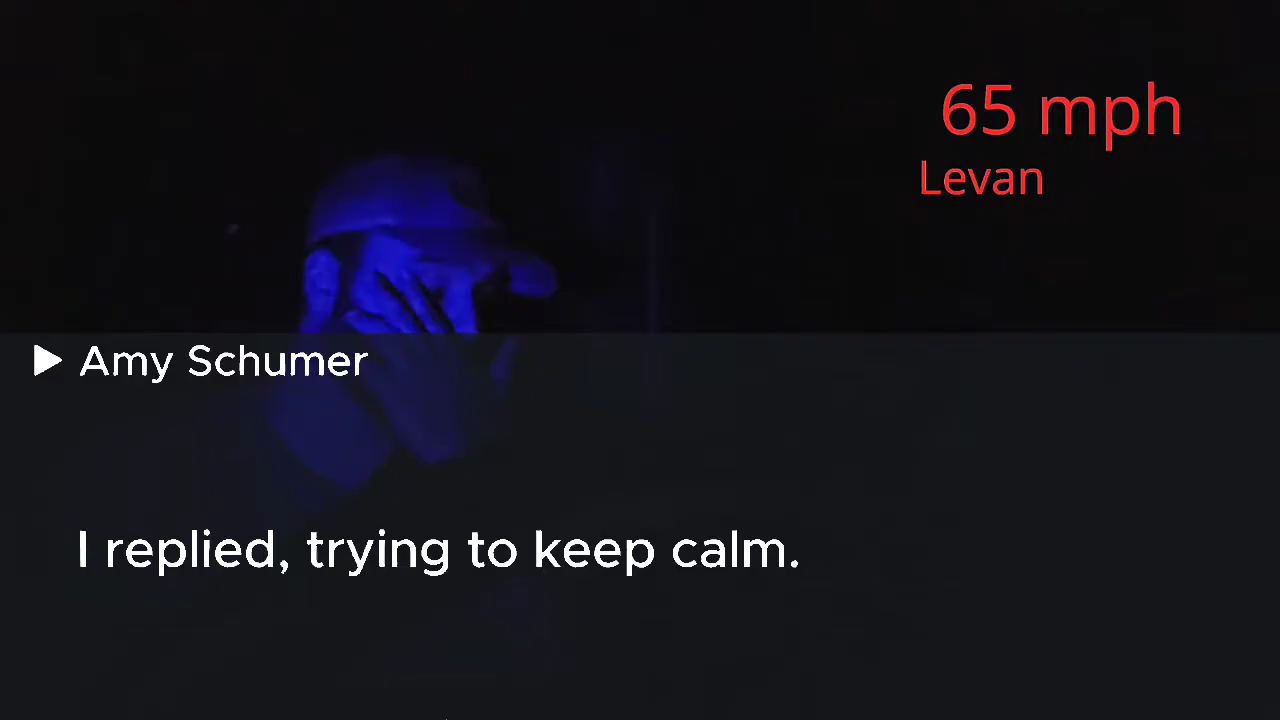 65 mph
Levan
▶ Amy Schumer
I replied, trying to keep calm.